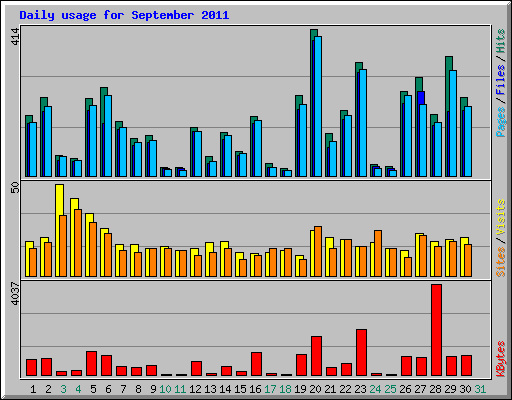 Daily usage for September 2011
414
50
4037
Pages / Files / Hits
Sites / Visits
KBytes
1 2 3 4 5 6 7 8 9 10 11 12 13 14 15 16 17 18 19 20 21 22 23 24 25 26 27 28 29 30 31